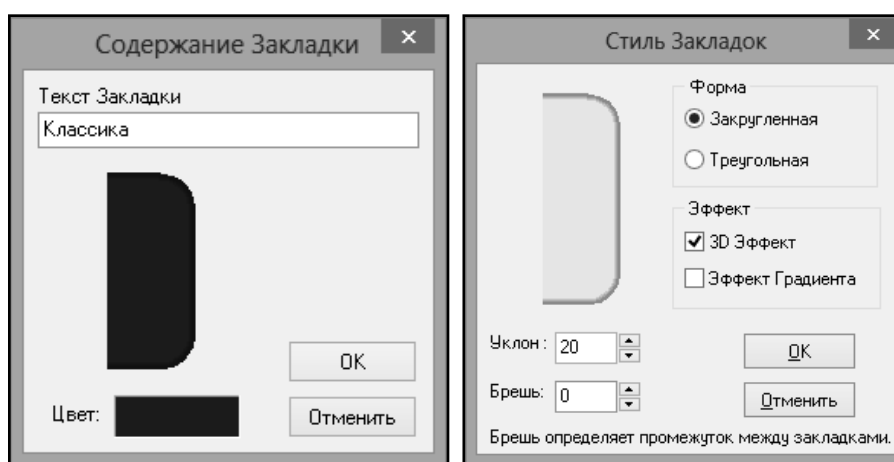 Содержание Закладки
Текст Закладки
Классика
OK
Цвет:
Отменить
Стиль Закладок
Форма
Закругленная
Треугольная
Эффект
3D Эффект
Эффект Градиента
Уклон:
20
OK
Брешь:
0
Отменить
Брешь определяет промежуток между закладками.